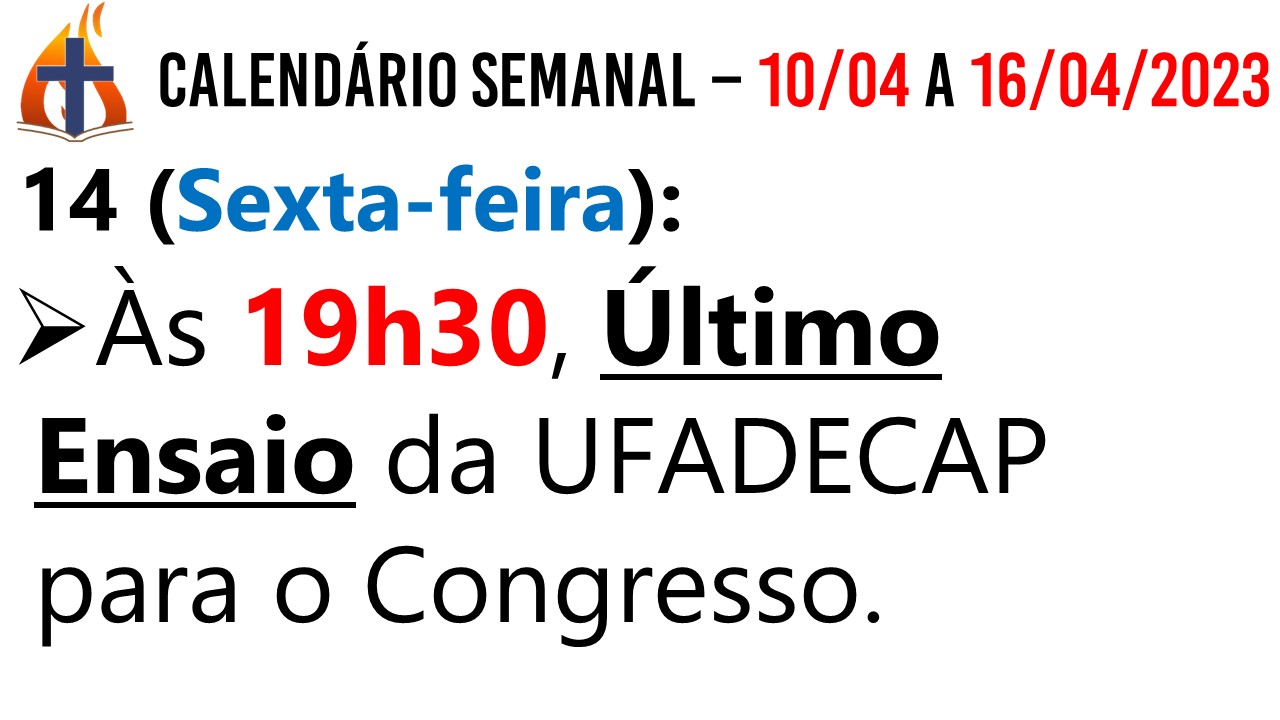 CALENDÁRIO SEMANAL – 10/04 A 16/04/2023
14 (Sexta-feira):
➢Às 19h30, Último
Ensaio da UFADECAP
para o Congresso.